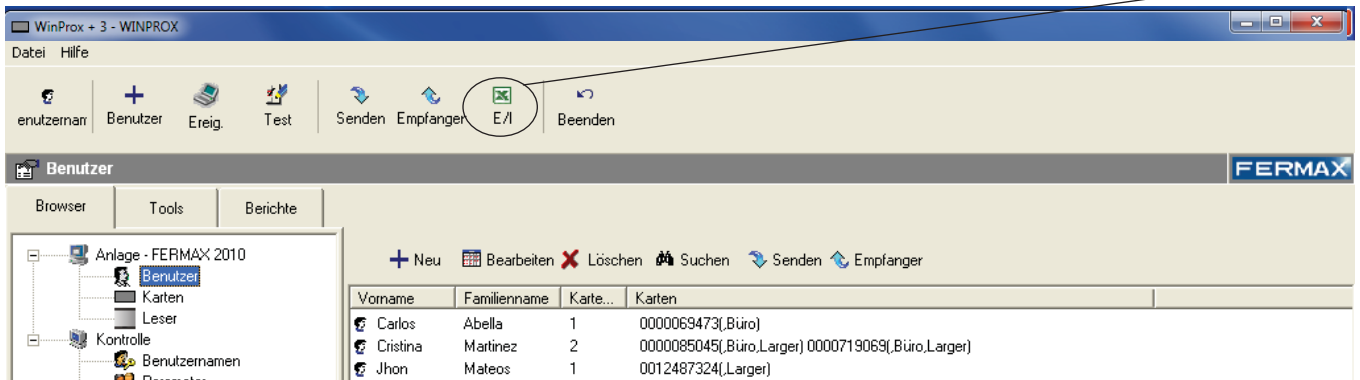 WinProx + 3 - WINPROX
Datei Hilfe
enutzernam Benutzer Ereig. Test Senden Empfanger E/I Beenden
Benutzer FERMAX
Browser Tools Berichte
Anlage - FERMAX 2010
Neu Bearbeiten Löschen Suchen Senden Empfanger
Benutzer
Karten
Leser
Kontrolle
Benutzernamen
Vorname Familienname Karte... Karten
Carlos Abella 1 0000069473(,Büro)
Cristina Martinez 2 0000085045(,Büro,Larger) 0000719069(,Büro,Larger)
Jhon Mateos 1 0012487324(,Larger)